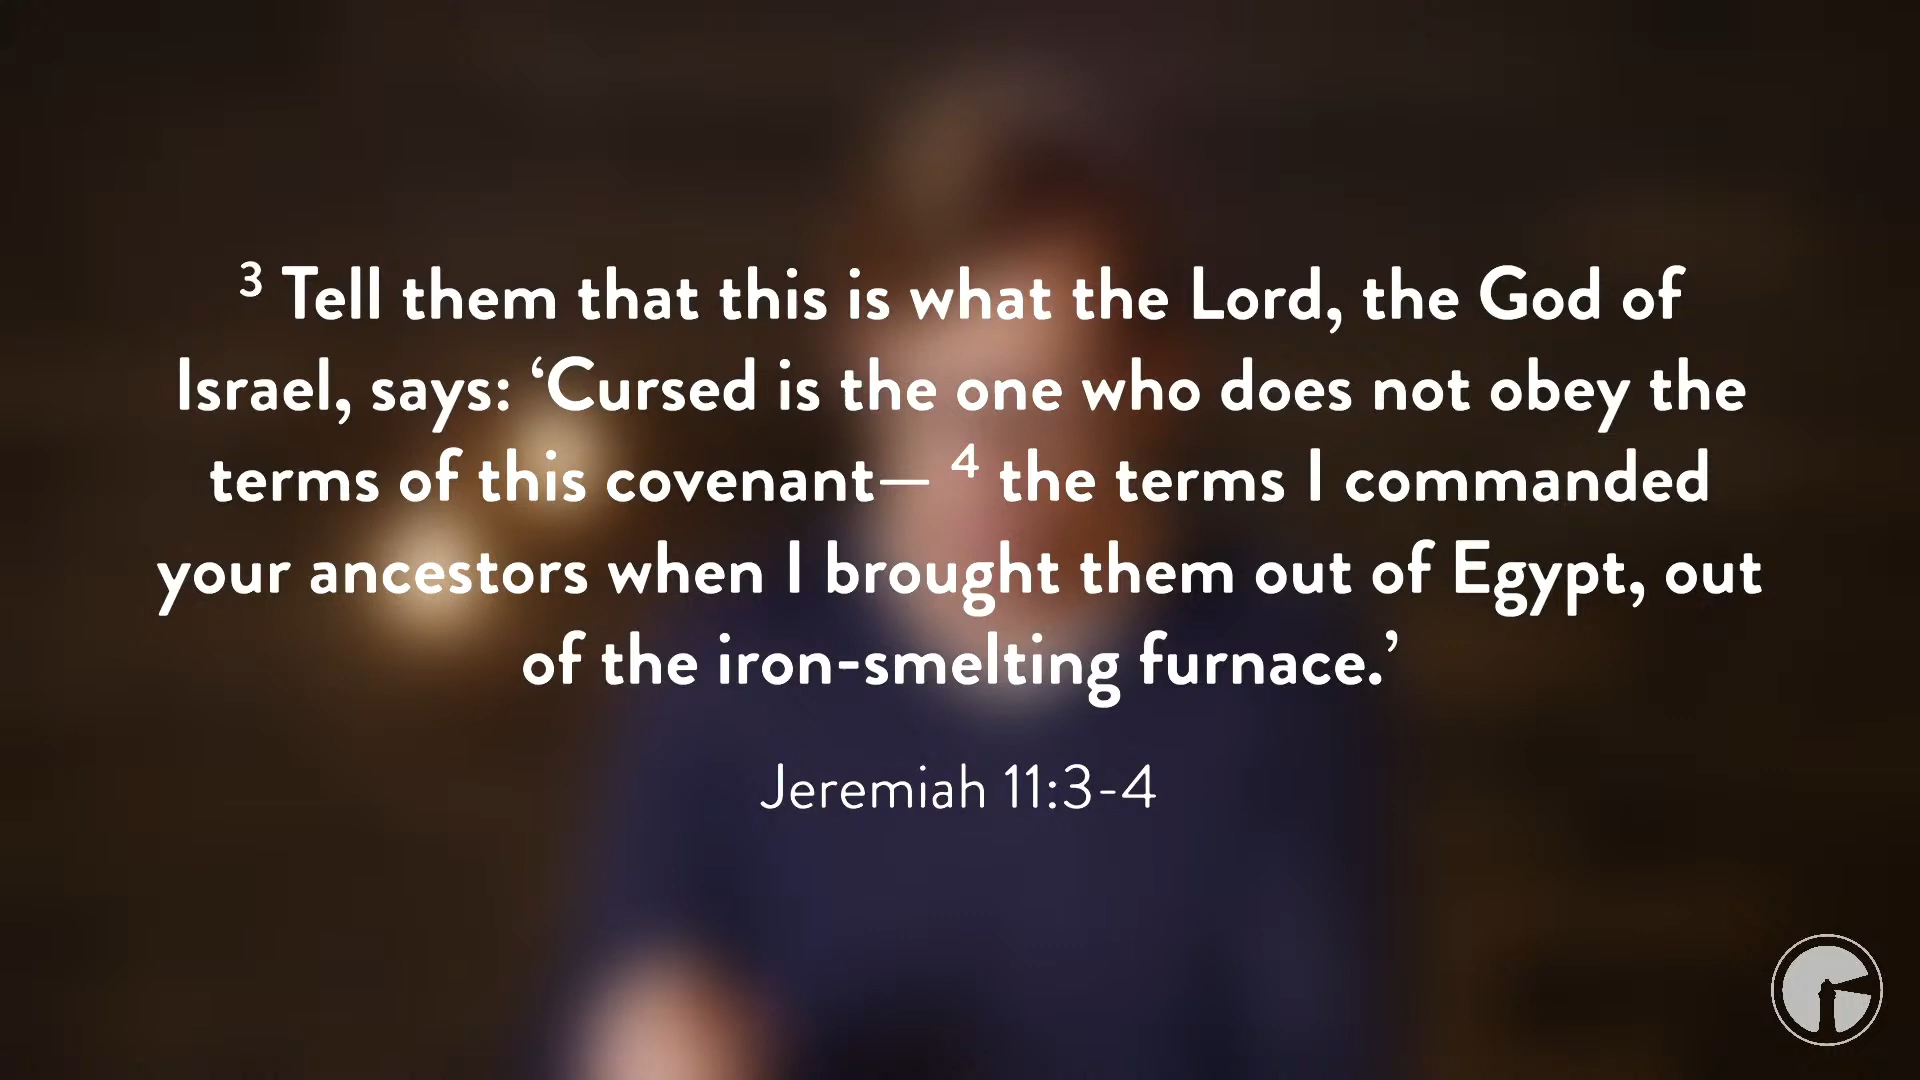 ³ Tell them that this is what the Lord, the God of
Israel, says: ‘Cursed is the one who does not obey the
terms of this covenant— ⁴ the terms I commanded
your ancestors when I brought them out of Egypt, out
of the iron-smelting furnace.’
Jeremiah 11:3-4